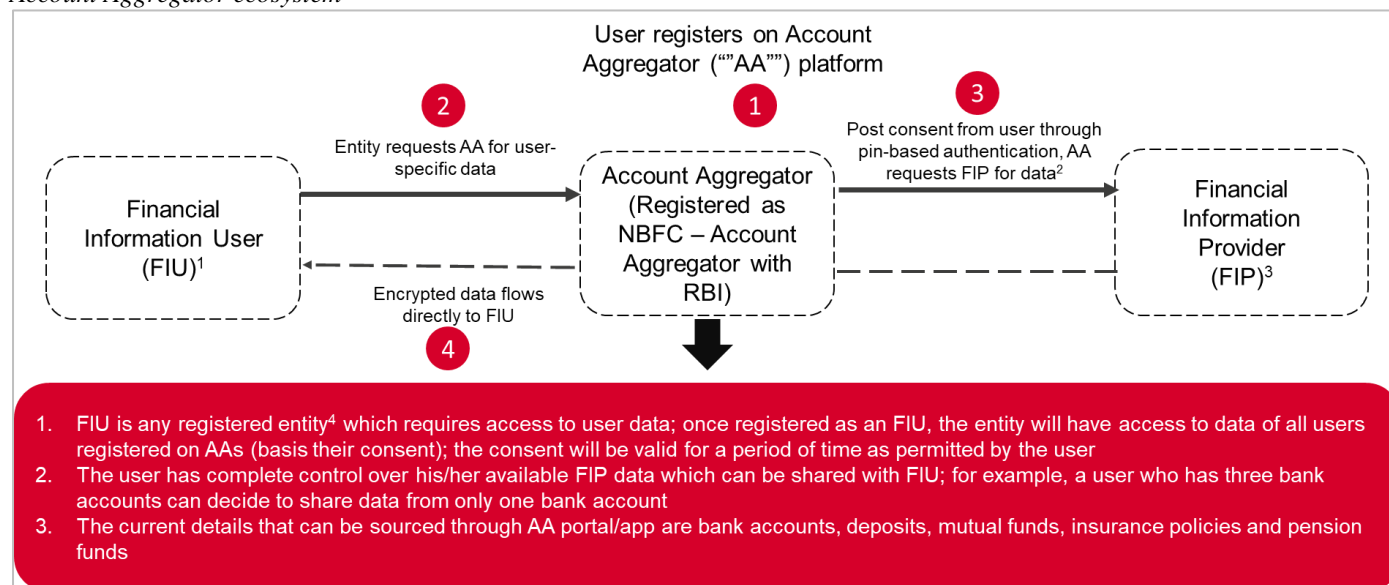 Account Aggregator ecosystem
User registers on Account
Aggregator (“”AA””) platform
2
1
3
Entity requests AA for user-
specific data
Post consent from user through
pin-based authentication, AA
requests FIP for data2
Financial
Information User
(FIU)1
Account Aggregator
(Registered as
NBFC – Account
Aggregator with
RBI)
Financial
Information
Provider
(FIP)3
Encrypted data flows
directly to FIU
4
1. FIU is any registered entity4 which requires access to user data; once registered as an FIU, the entity will have access to data of all users
registered on AAs (basis their consent); the consent will be valid for a period of time as permitted by the user
2. The user has complete control over his/her available FIP data which can be shared with FIU; for example, a user who has three bank
accounts can decide to share data from only one bank account
3. The current details that can be sourced through AA portal/app are bank accounts, deposits, mutual funds, insurance policies and pension
funds